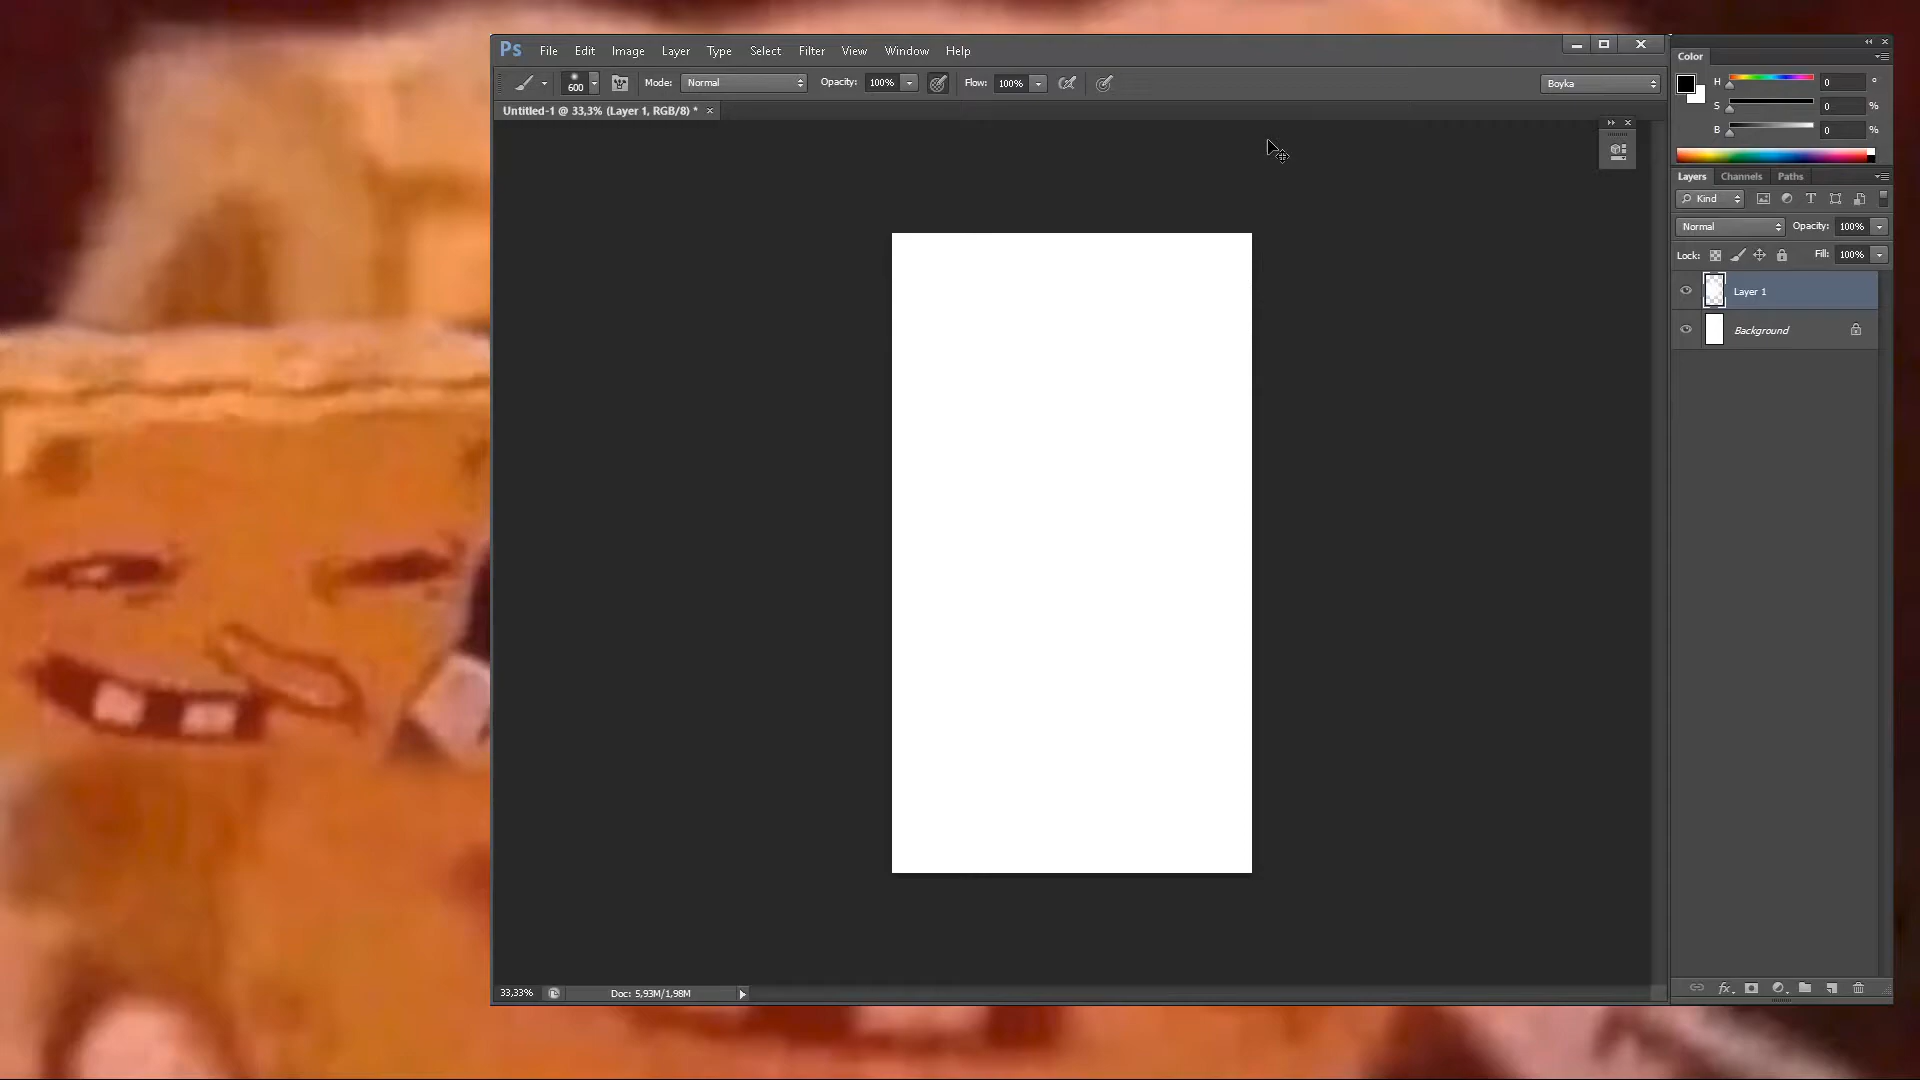 Ps File Edit Image Layer Type Select Filter View Window Help
600 Mode: Normal Opacity: 100% Flow: 100% Boyka
Untitled-1 @ 33,3% (Layer 1, RGB/8) *
Color
H 0 °
S 0 %
B 0 %
Layers Channels Paths
Kind
Normal Opacity: 100%
Lock: Fill: 100%
Layer 1
Background
33,33% Doc: 5,93M/1,98M